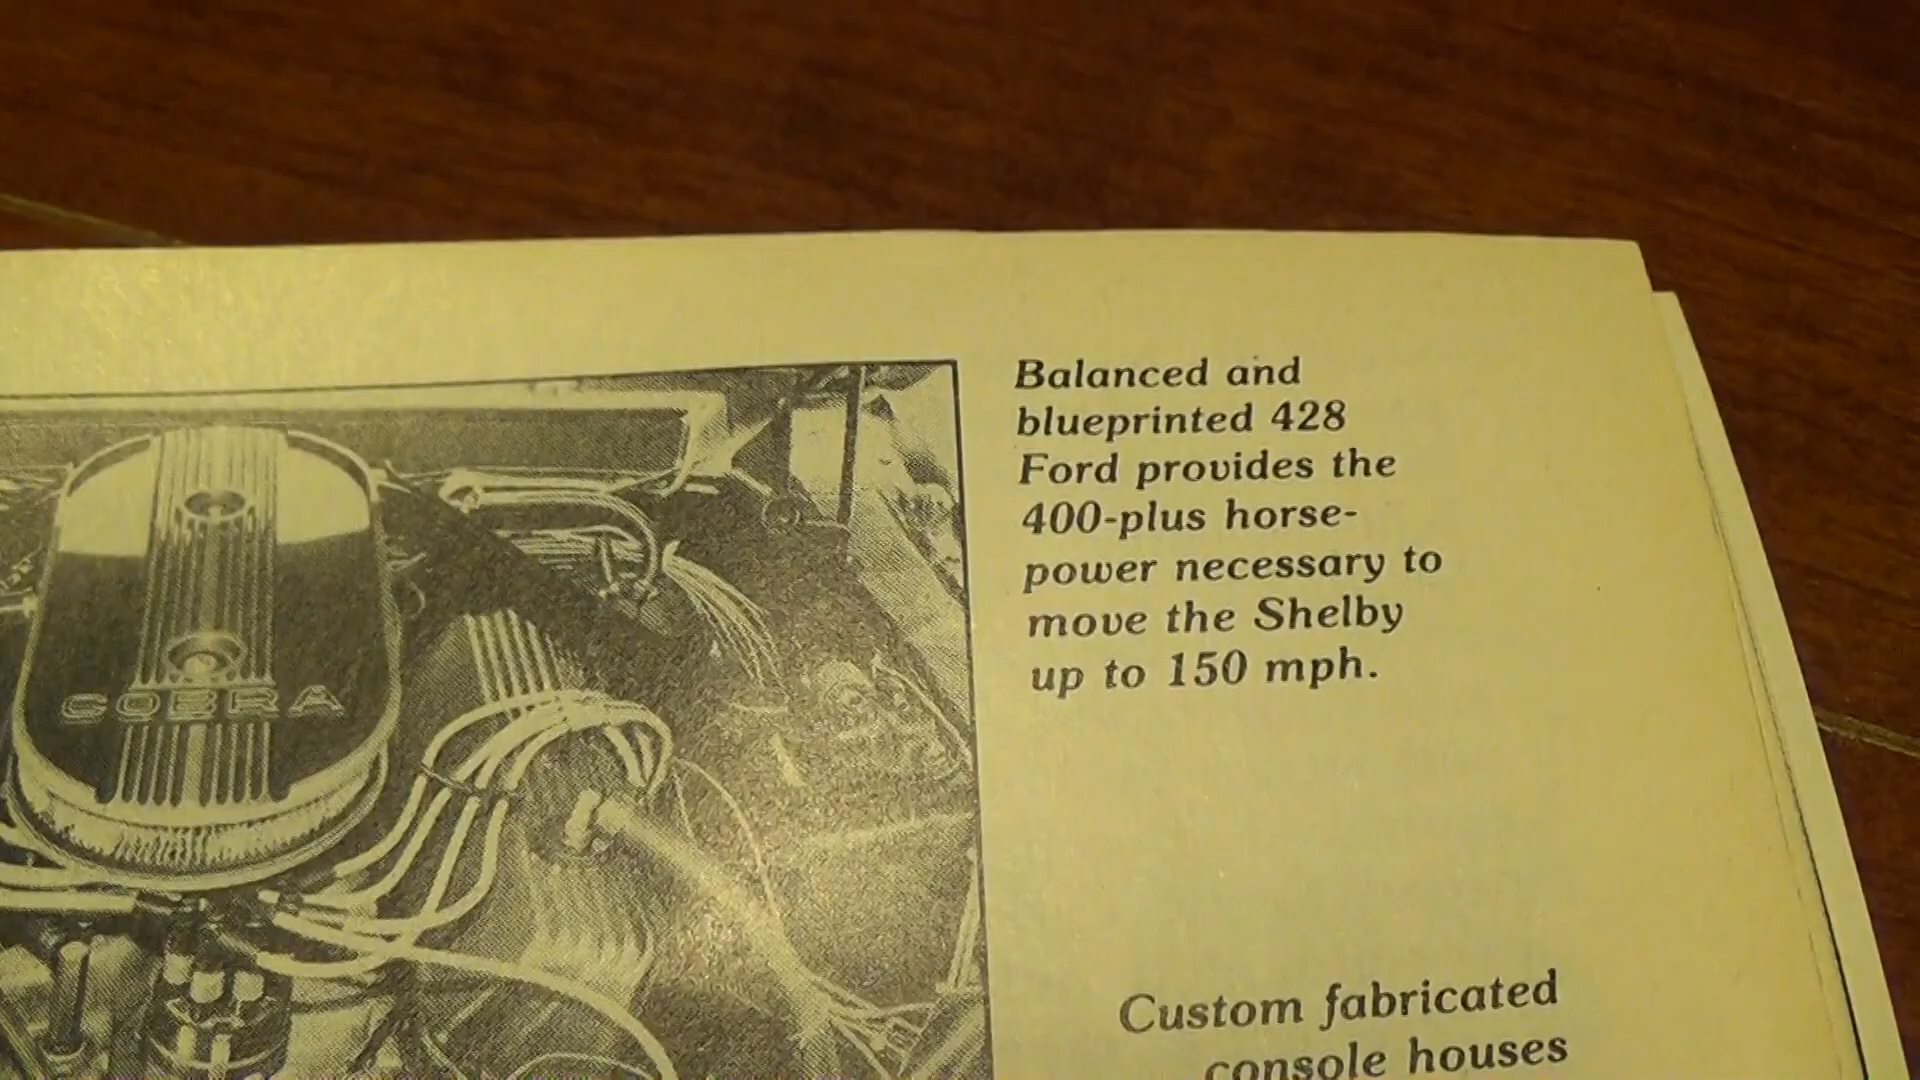 Balanced and
blueprinted 428
Ford provides the
400-plus horse-
power necessary to
move the Shelby
up to 150 mph.
COBRA
Custom fabricated
console houses